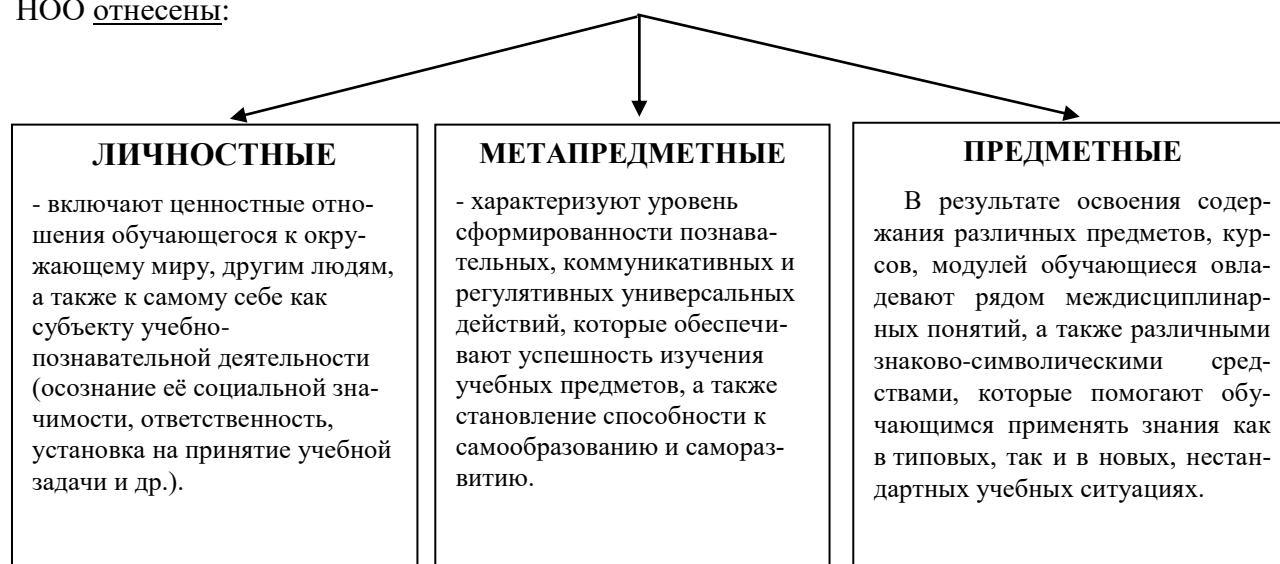 НОО отнесены:
ЛИЧНОСТНЫЕ
- включают ценностные отно-
шения обучающегося к окру-
жающему миру, другим людям,
а также к самому себе как
субъекту учебно-
познавательной деятельности
(осознание её социальной зна-
чимости, ответственность,
установка на принятие учебной
задачи и др.).
МЕТАПРЕДМЕТНЫЕ
- характеризуют уровень
сформированности познава-
тельных, коммуникативных и
регулятивных универсальных
действий, которые обеспечи-
вают успешность изучения
учебных предметов, а также
становление способности к
самообразованию и самораз-
витию.
ПРЕДМЕТНЫЕ
В результате освоения содер-
жания различных предметов, кур-
сов, модулей обучающиеся овла-
девают рядом междисциплинар-
ных понятий, а также различными
знаково-символическими сред-
ствами, которые помогают обу-
чающимся применять знания как
в типовых, так и в новых, нестан-
дартных учебных ситуациях.